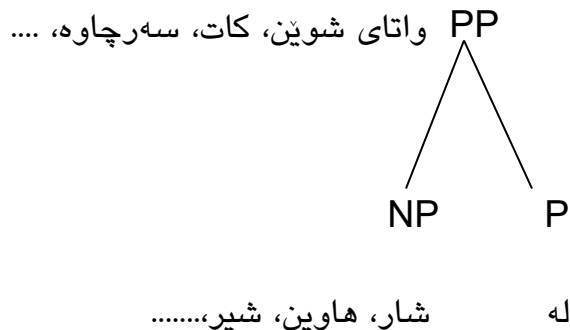 PP واتای شوێن، کات، سەرچاوە، ....
P NP
لە شار، هاوین، شیر،.......